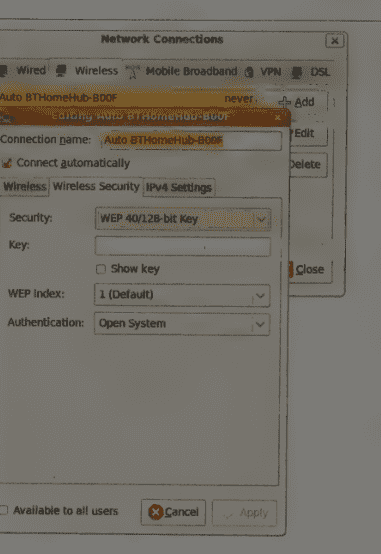 Network Connections
Wired Wireless Mobile Broadband VPN DSL
Auto BTHomeHub-B00F never
Add
Editing Auto BTHomeHub-B00F
Connection name: Auto BTHomeHub-B00F
Edit
Connect automatically
Delete
Wireless Wireless Security IPv4 Settings
Security: WEP 40/128-bit Key
Key:
Show key
Close
WEP Index: 1 (Default)
Authentication: Open System
Available to all users Cancel Apply